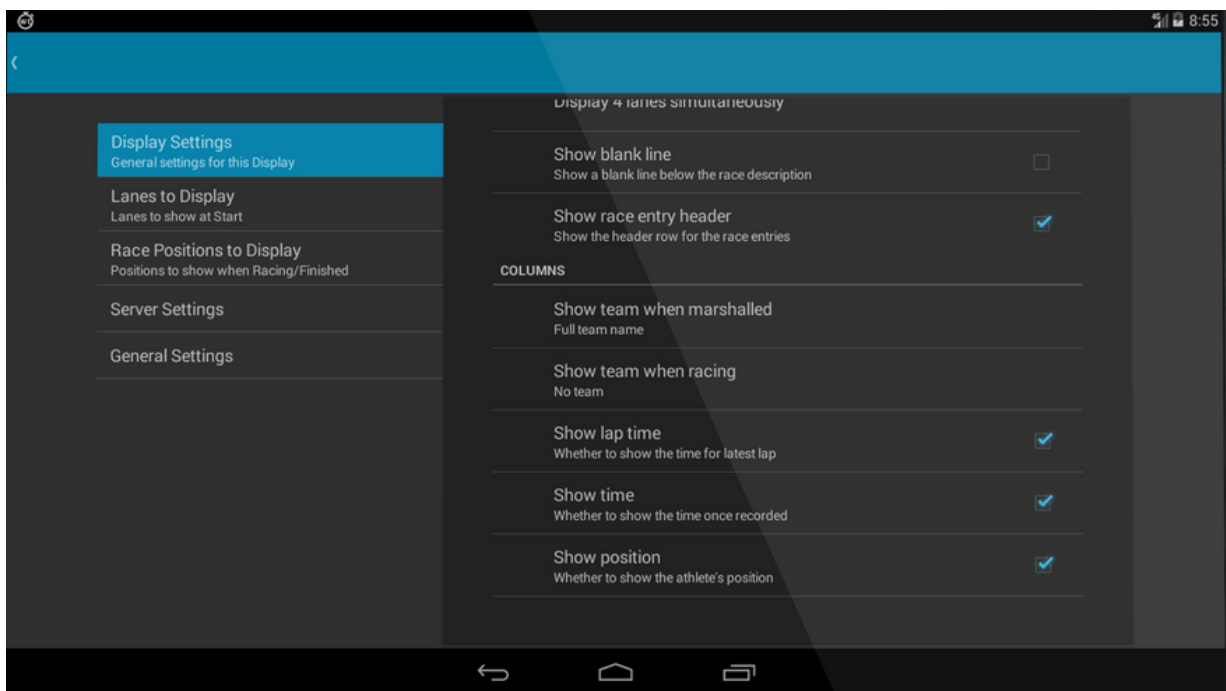 8:55
Display Settings
General settings for this Display
Lanes to Display
Lanes to show at Start
Race Positions to Display
Positions to show when Racing/Finished
Server Settings
General Settings
Display 4 lanes simultaneously
Show blank line
Show a blank line below the race description
Show race entry header
Show the header row for the race entries
COLUMNS
Show team when marshalled
Full team name
Show team when racing
No team
Show lap time
Whether to show the time for latest lap
Show time
Whether to show the time once recorded
Show position
Whether to show the athlete's position